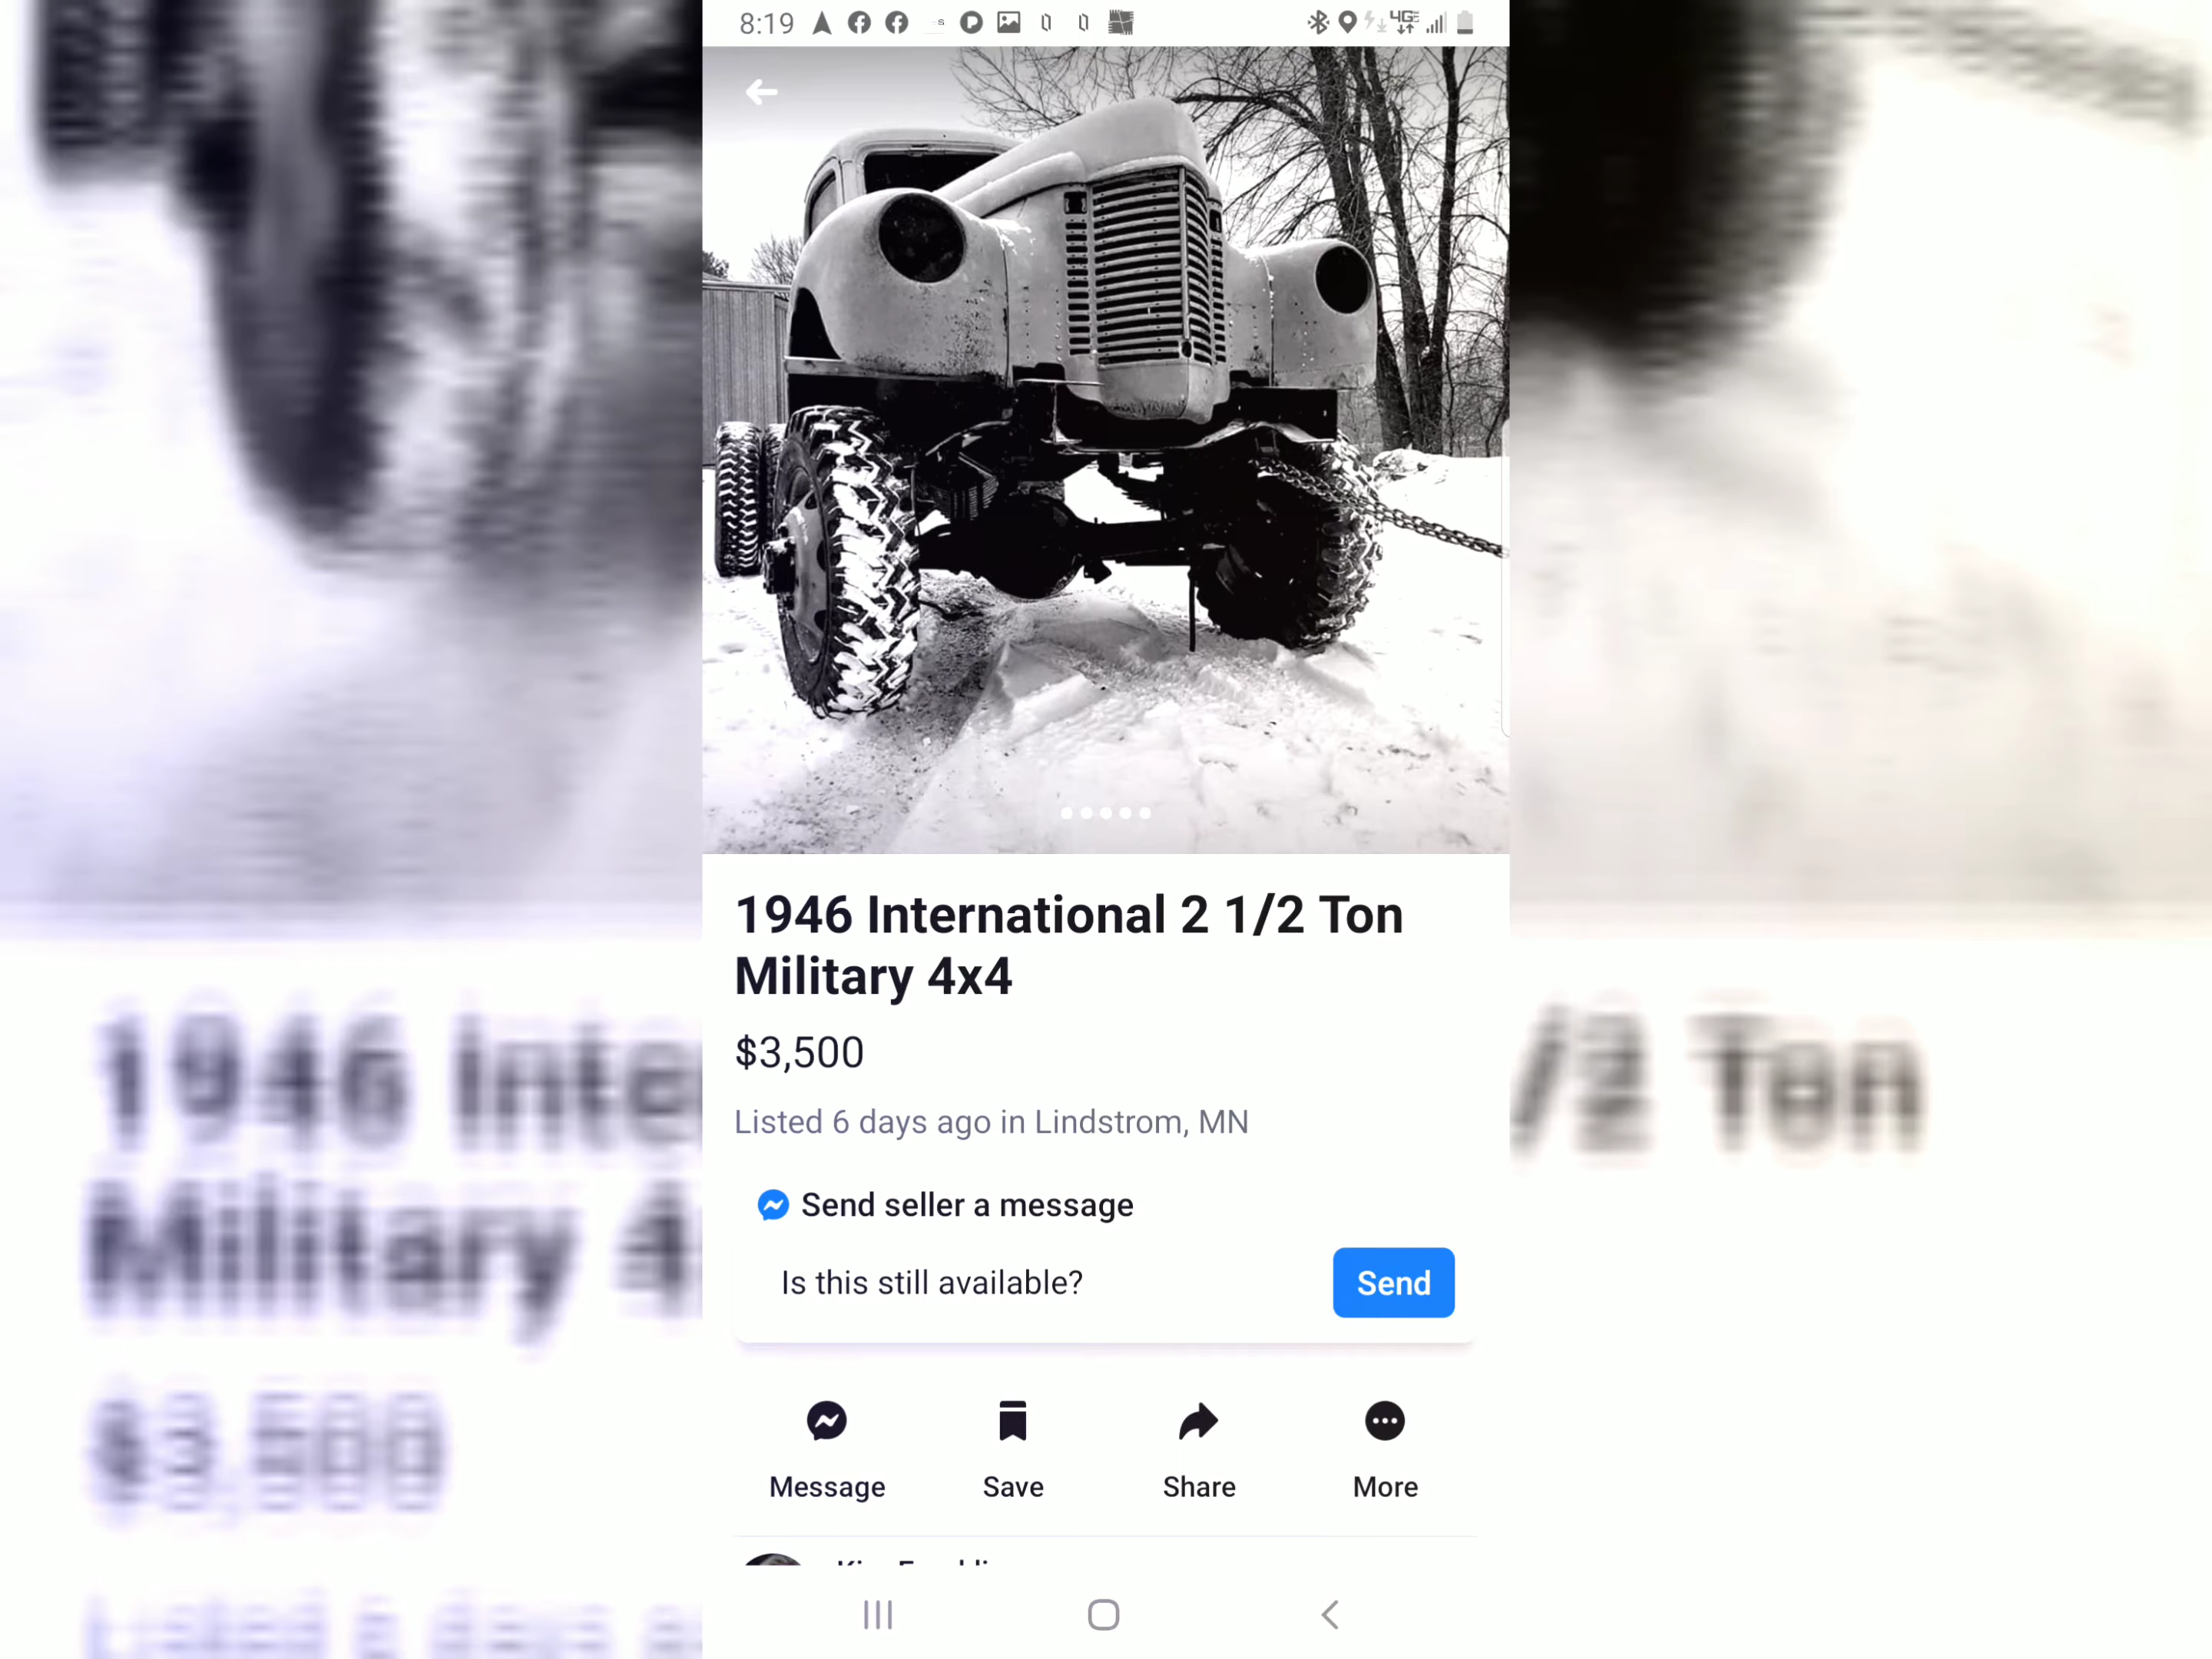 8:19
4GE
1946 International 2 1/2 Ton
Military 4x4
$3,500
Listed 6 days ago in Lindstrom, MN
Send seller a message
Is this still available?
Send
Message Save Share More